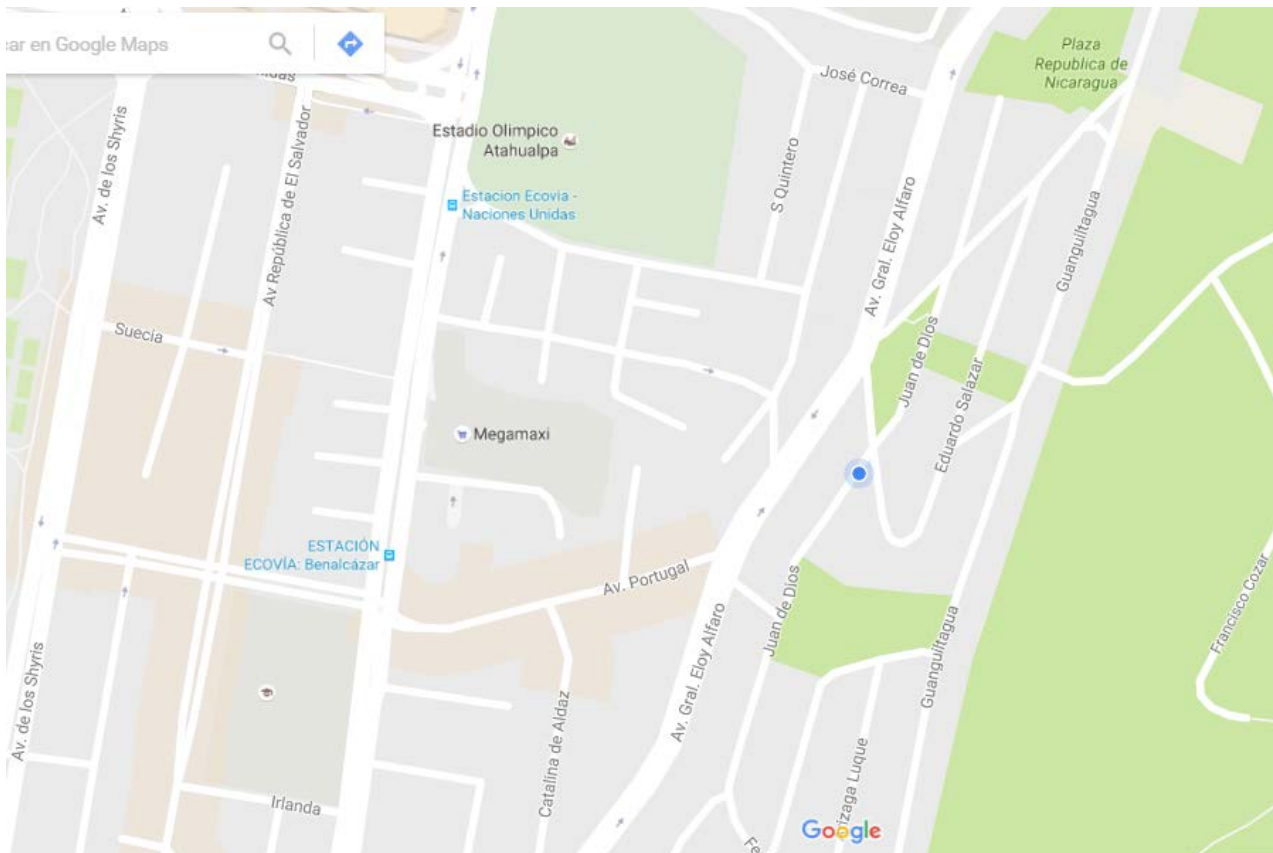 ar en Google Maps
Plaza
Republica de
Nicaragua
José Correa
Av. de los Shyris
Av República de El Salvador
Estadio Olimpico
Atahualpa
S Quintero
Estacion Ecovia -
Naciones Unidas
Av. Gral. Eloy Alfaro
Guanguiltagua
Suecia
Juan de Dios
Eduardo Salazar
Megamaxi
ESTACIÓN
ECOVÍA: Benalcázar
Av. Portugal
Juan de Dios
Francisco Cozar
Guanguiltagua
Av. Gral. Eloy Alfaro
Av. de los Shyris
Catalina de Aldaz
Irlanda
Luque
Google